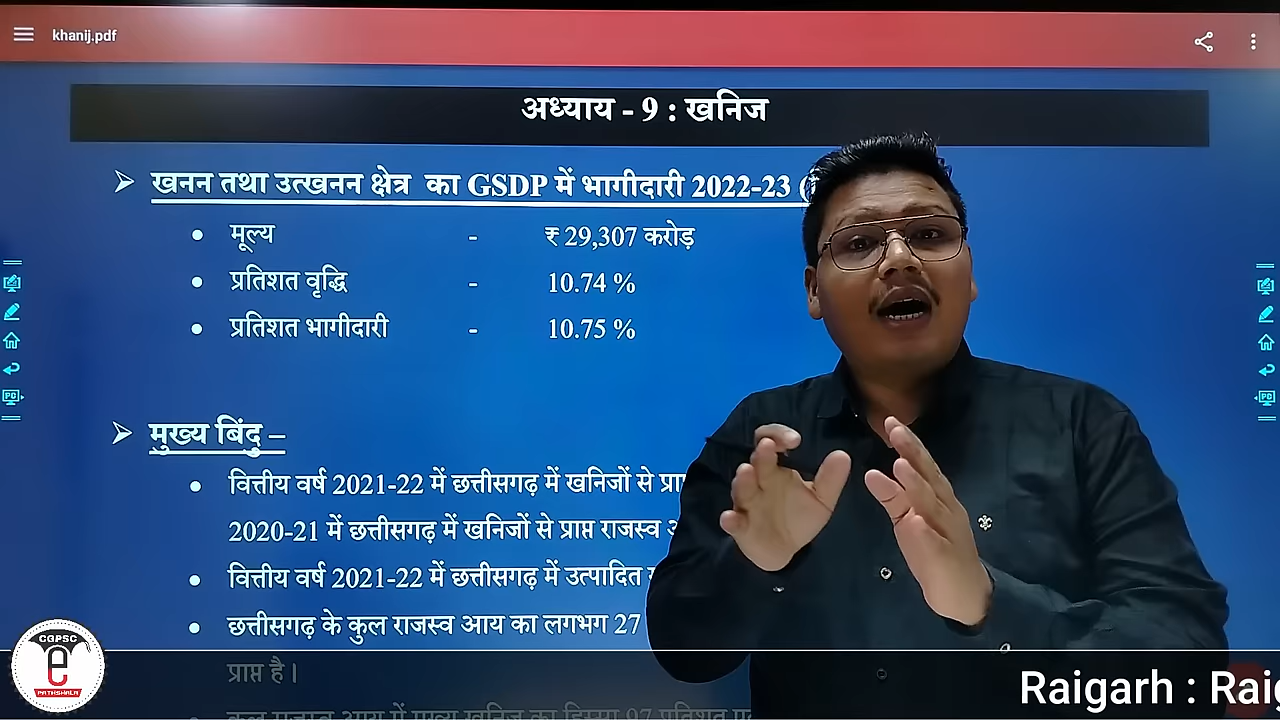 khanij.pdf
अध्याय - 9 : खनिज
➢ खनन तथा उत्खनन क्षेत्र का GSDP में भागीदारी 2022-23 (
• मूल्य - ₹ 29,307 करोड़
• प्रतिशत वृद्धि - 10.74 %
• प्रतिशत भागीदारी - 10.75 %
➢ मुख्य बिंदु –
• वित्तीय वर्ष 2021-22 में छत्तीसगढ़ में खनिजों से
2020-21 में छत्तीसगढ़ में खनिजों से प्राप्त राजस्व
• वित्तीय वर्ष 2021-22 में छत्तीसगढ़ में उत्पादित
• छत्तीसगढ़ के कुल राजस्व आय का लगभग 27
प्राप्त है।
CGPSC
e
PATHSHALA
Raigarh : Raig